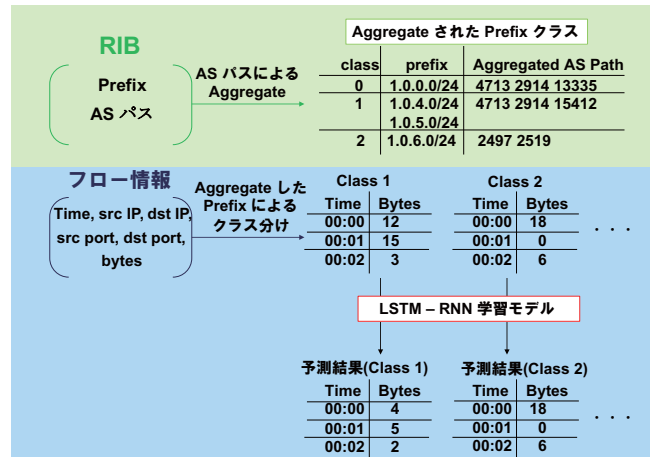 RIB
Prefix
AS パス
AS パスによる
Aggregate
Aggregate された Prefix クラス
class prefix Aggregated AS Path
0 1.0.0.0/24 4713 2914 13335
1 1.0.4.0/24 4713 2914 15412
1.0.5.0/24
2 1.0.6.0/24 2497 2519
フロー情報
Time, src IP, dst IP,
src port, dst port,
bytes
Aggregate した
Prefix による
クラス分け
Class 1
Time Bytes
00:00 12
00:01 15
00:02 3
Class 2
Time Bytes
00:00 18
00:01 0
00:02 6
. . .
LSTM – RNN 学習モデル
予測結果(Class 1)
Time Bytes
00:00 4
00:01 5
00:02 2
予測結果(Class 2)
Time Bytes
00:00 18
00:01 0
00:02 6
. . .